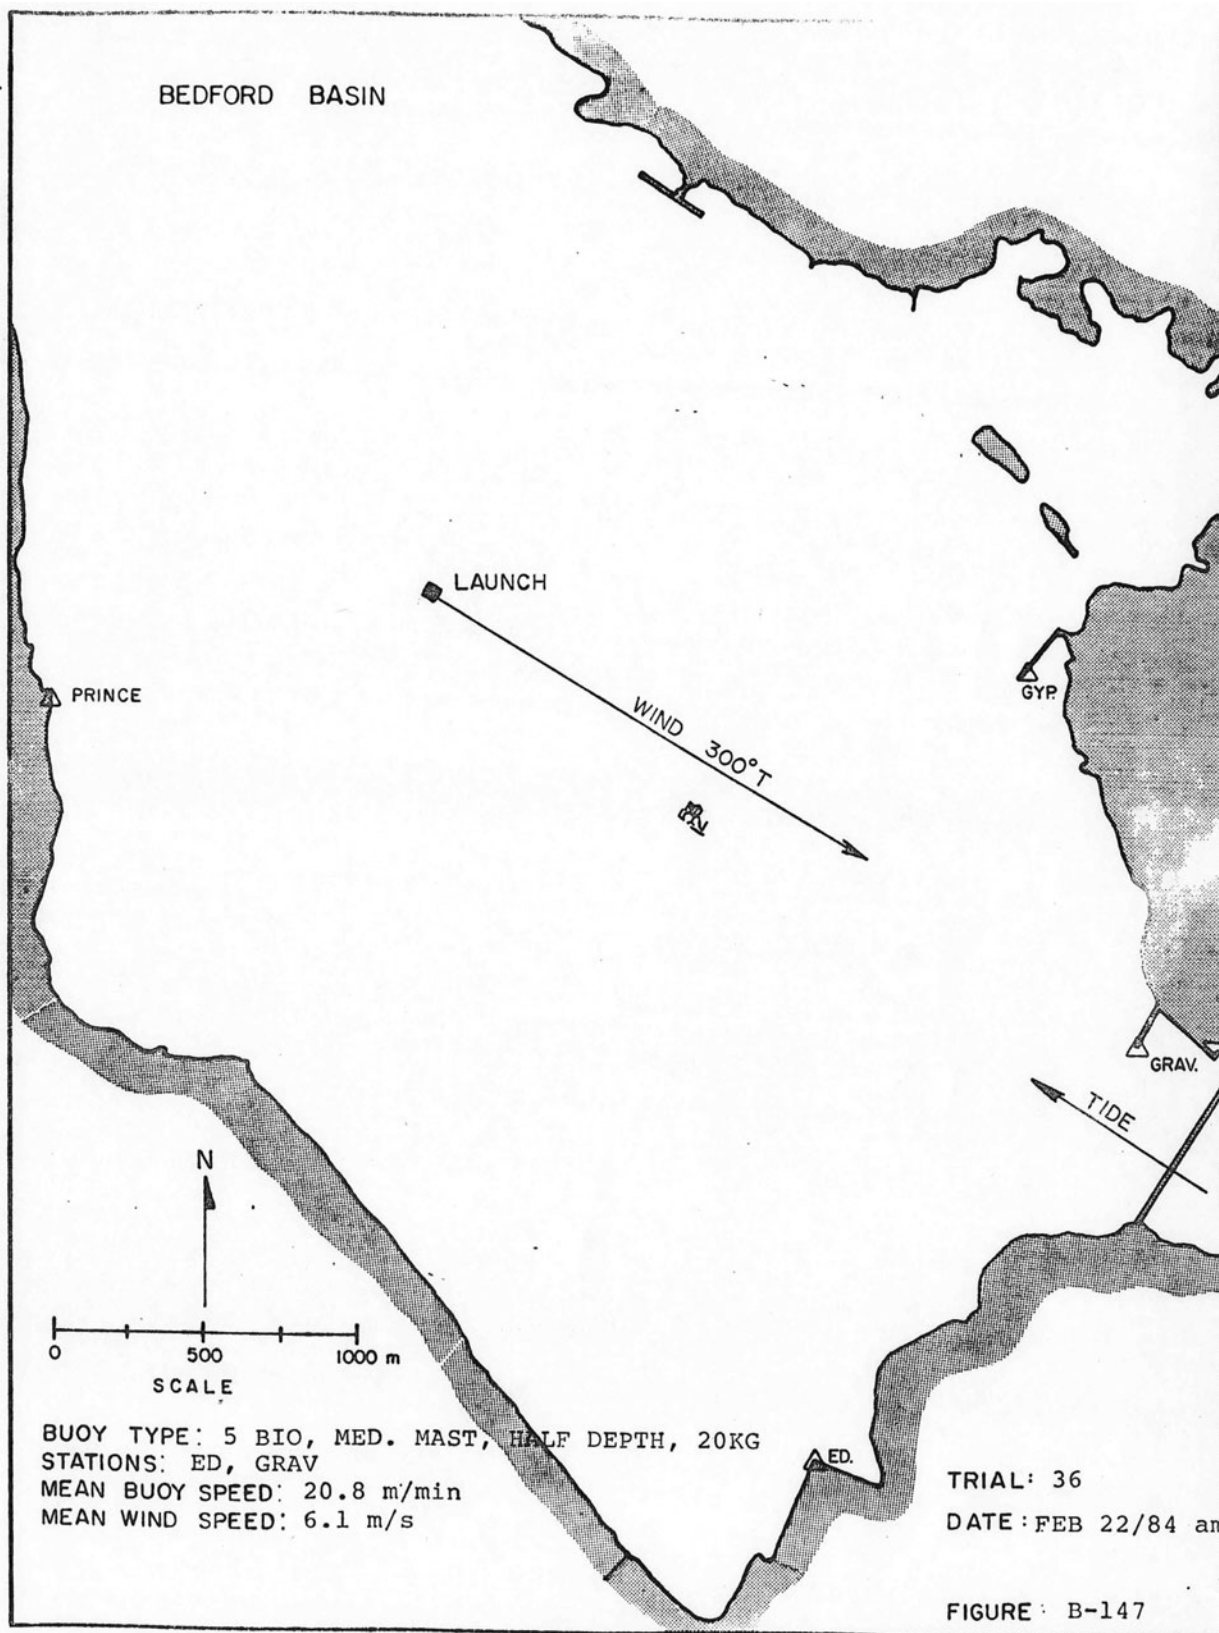 BEDFORD BASIN
LAUNCH
PRINCE
GYP.
WIND 300°T
GRAV.
TIDE
N
0 500 1000 m
SCALE
ED.
BUOY TYPE: 5 BIO, MED. MAST, HALF DEPTH, 20KG
STATIONS: ED, GRAV
MEAN BUOY SPEED: 20.8 m/min
MEAN WIND SPEED: 6.1 m/s
TRIAL: 36
DATE: FEB 22/84 am
FIGURE: B-147